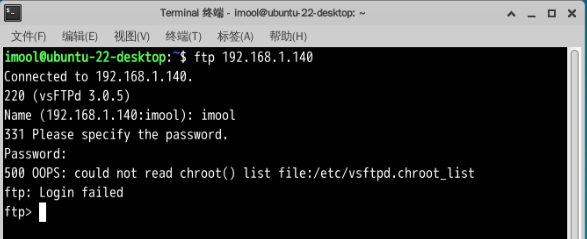 Terminal 终端 - imool@ubuntu-22-desktop: ~
文件(F) 编辑(E) 视图(V) 终端(T) 标签(A) 帮助(H)
imool@ubuntu-22-desktop:~$ ftp 192.168.1.140
Connected to 192.168.1.140.
220 (vsFTPd 3.0.5)
Name (192.168.1.140:imool): imool
331 Please specify the password.
Password:
500 OOPS: could not read chroot() list file:/etc/vsftpd.chroot_list
ftp: Login failed
ftp>